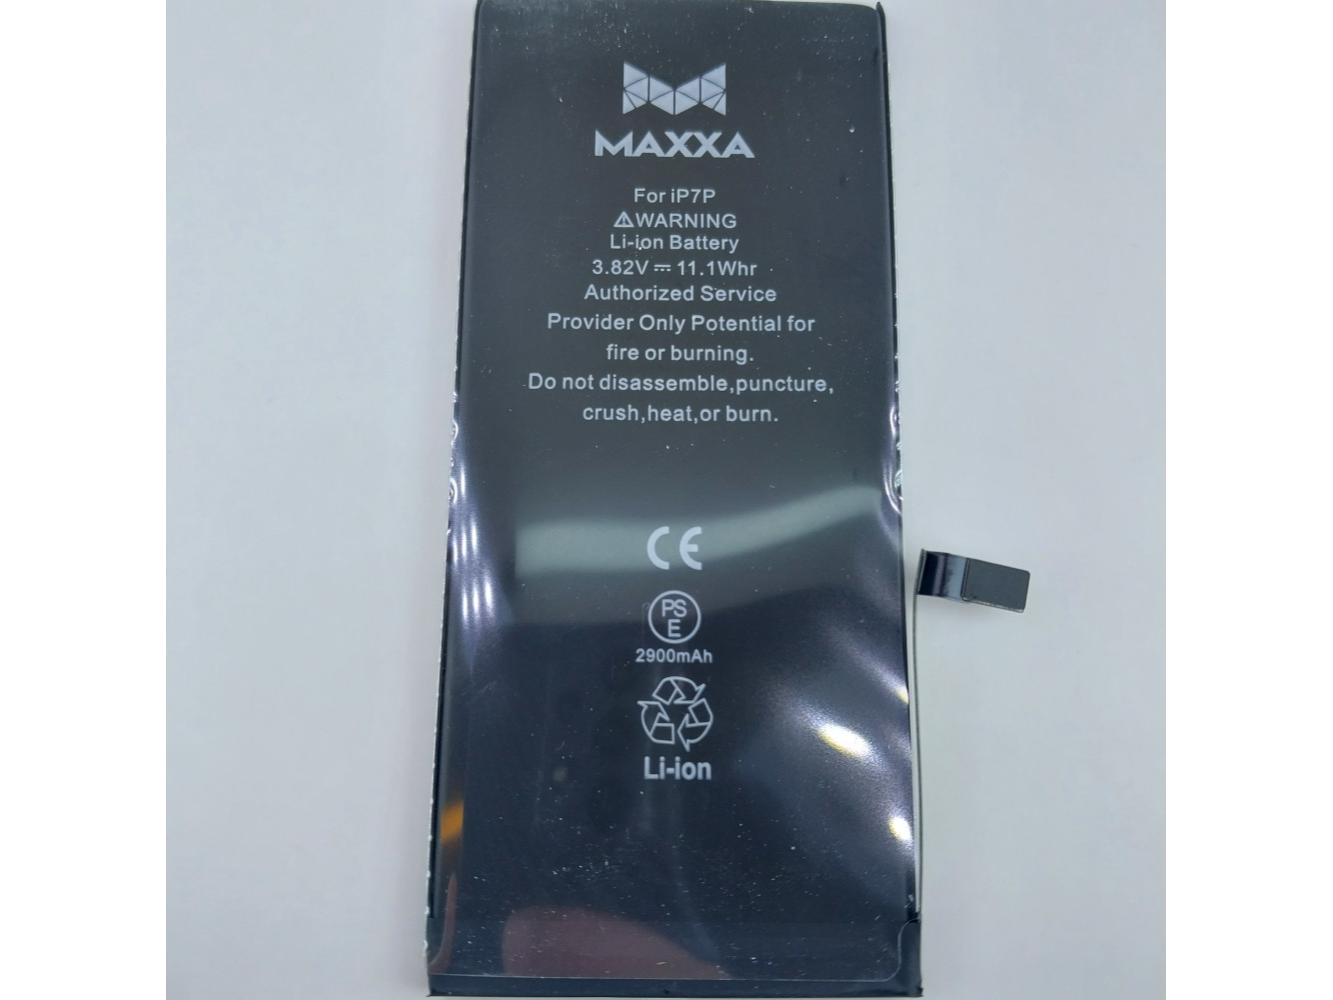 MAXXA
For iP7P
⚠WARNING
Li-ion Battery
3.82V ⎓ 11.1Whr
Authorized Service
Provider Only Potential for
fire or burning.
Do not disassemble,puncture,
crush,heat,or burn.
CE
PS
E
2900mAh
Li-ion